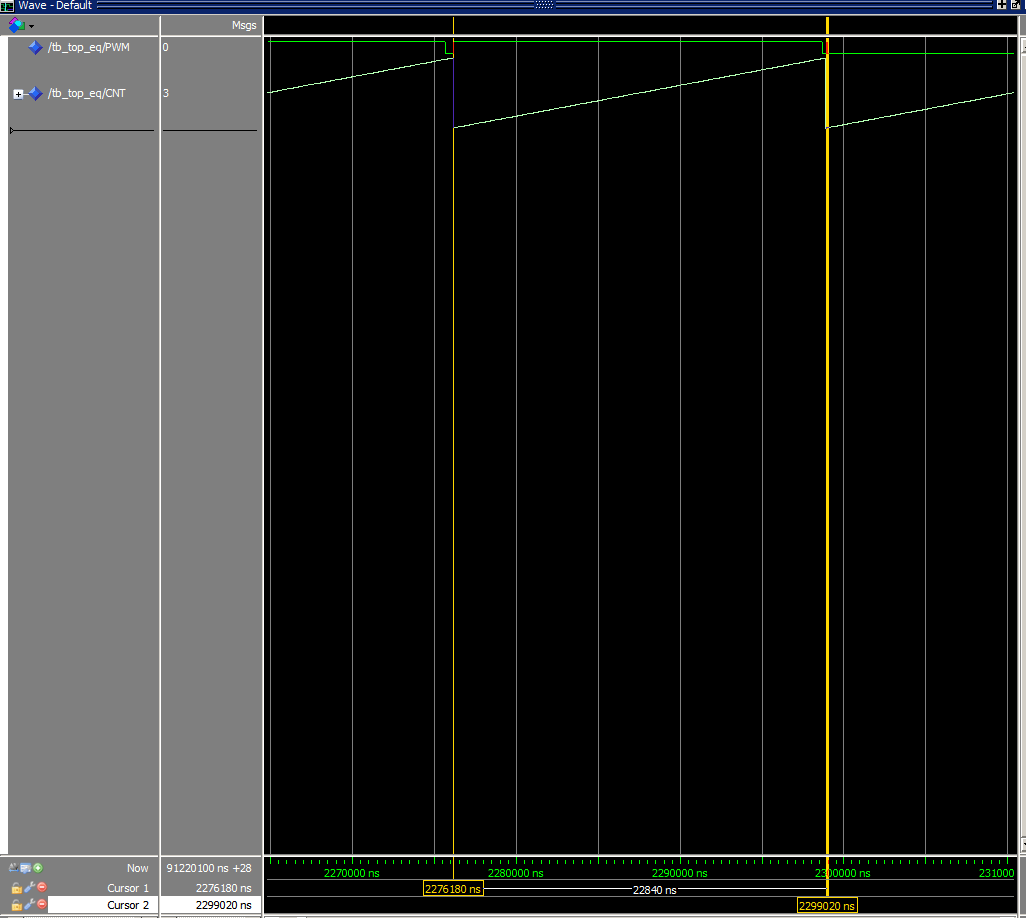 Wave - Default
Msgs
/tb_top_eq/PWM 0
/tb_top_eq/CNT 3
Now 91220100 ns +28
2270000 ns 2280000 ns 2290000 ns 2300000 ns 231000
Cursor 1 2276180 ns 2276180 ns 22840 ns
Cursor 2 2299020 ns 2299020 ns